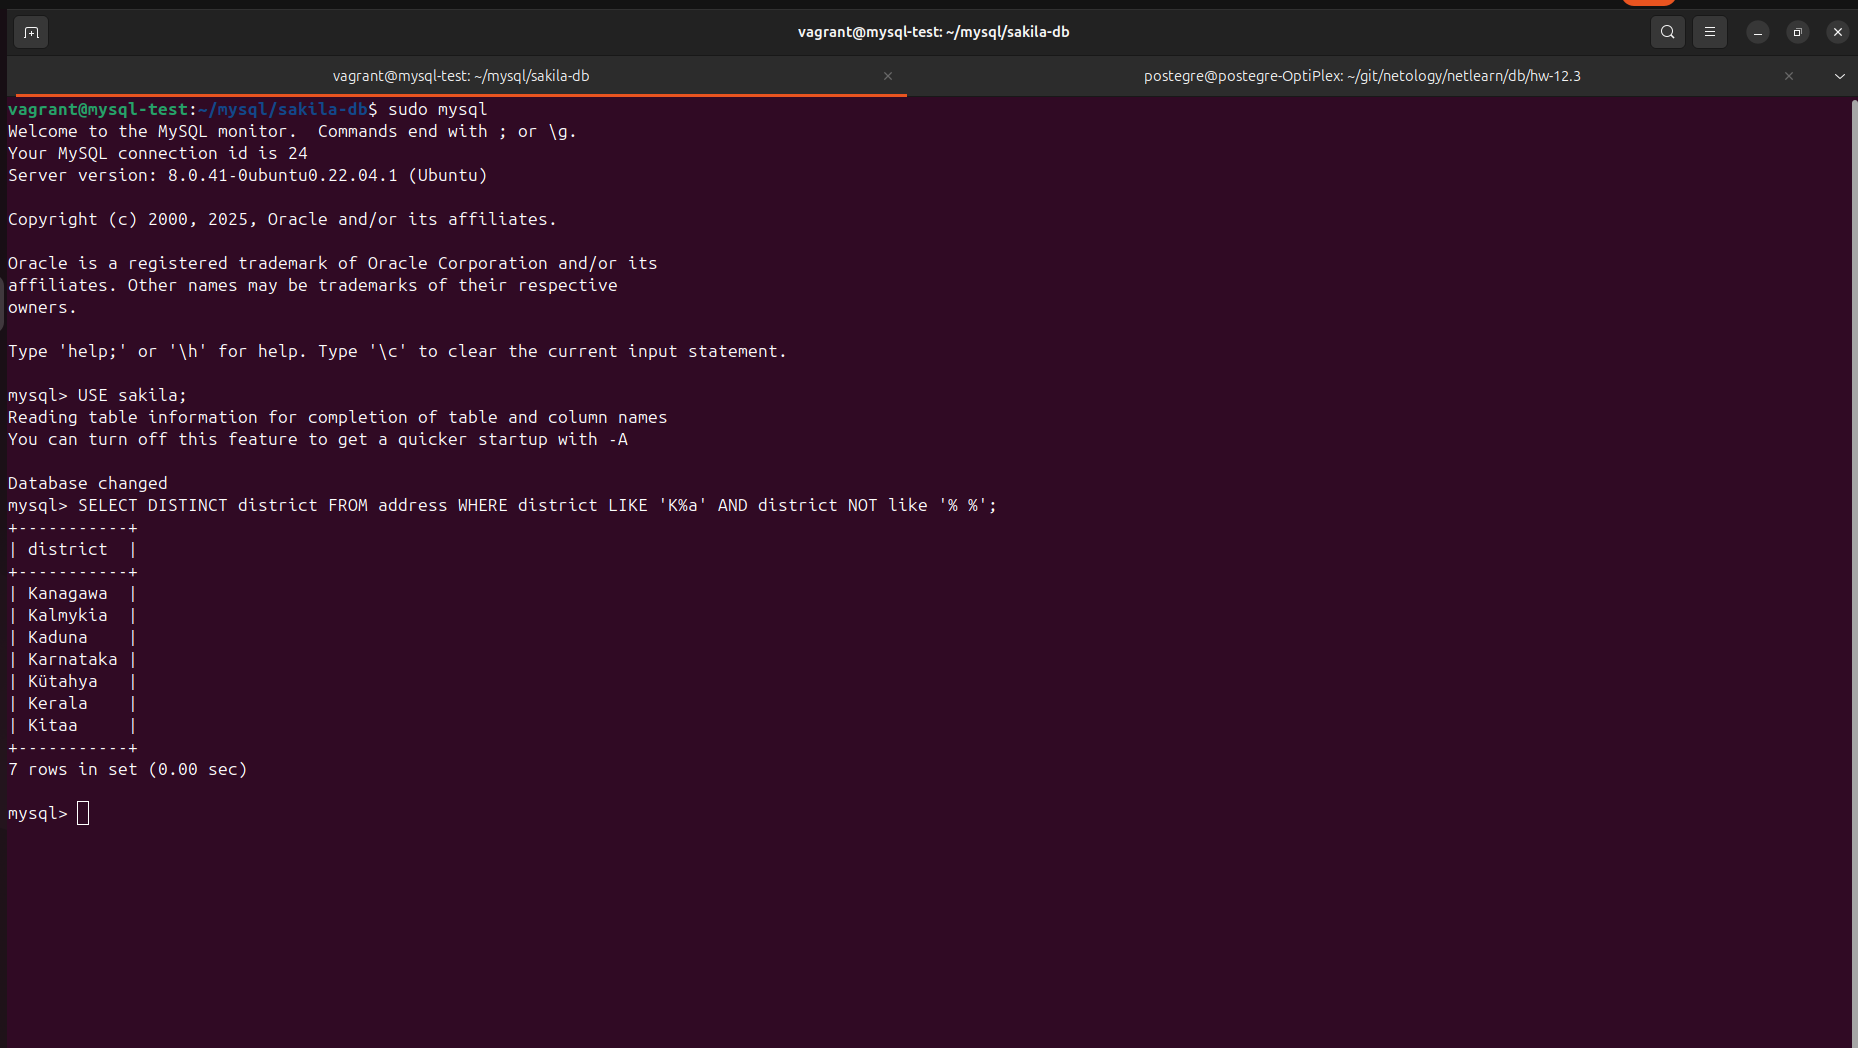 vagrant@mysql-test: ~/mysql/sakila-db
vagrant@mysql-test: ~/mysql/sakila-db
postegre@postegre-OptiPlex: ~/git/netology/netlearn/db/hw-12.3
vagrant@mysql-test:~/mysql/sakila-db$ sudo mysql
Welcome to the MySQL monitor.  Commands end with ; or \g.
Your MySQL connection id is 24
Server version: 8.0.41-0ubuntu0.22.04.1 (Ubuntu)
Copyright (c) 2000, 2025, Oracle and/or its affiliates.
Oracle is a registered trademark of Oracle Corporation and/or its
affiliates. Other names may be trademarks of their respective
owners.
Type 'help;' or '\h' for help. Type '\c' to clear the current input statement.
mysql> USE sakila;
Reading table information for completion of table and column names
You can turn off this feature to get a quicker startup with -A
Database changed
mysql> SELECT DISTINCT district FROM address WHERE district LIKE 'K%a' AND district NOT like '% %';
+-----------+
| district  |
+-----------+
| Kanagawa  |
| Kalmykia  |
| Kaduna    |
| Karnataka |
| Kütahya   |
| Kerala    |
| Kitaa     |
+-----------+
7 rows in set (0.00 sec)
mysql>